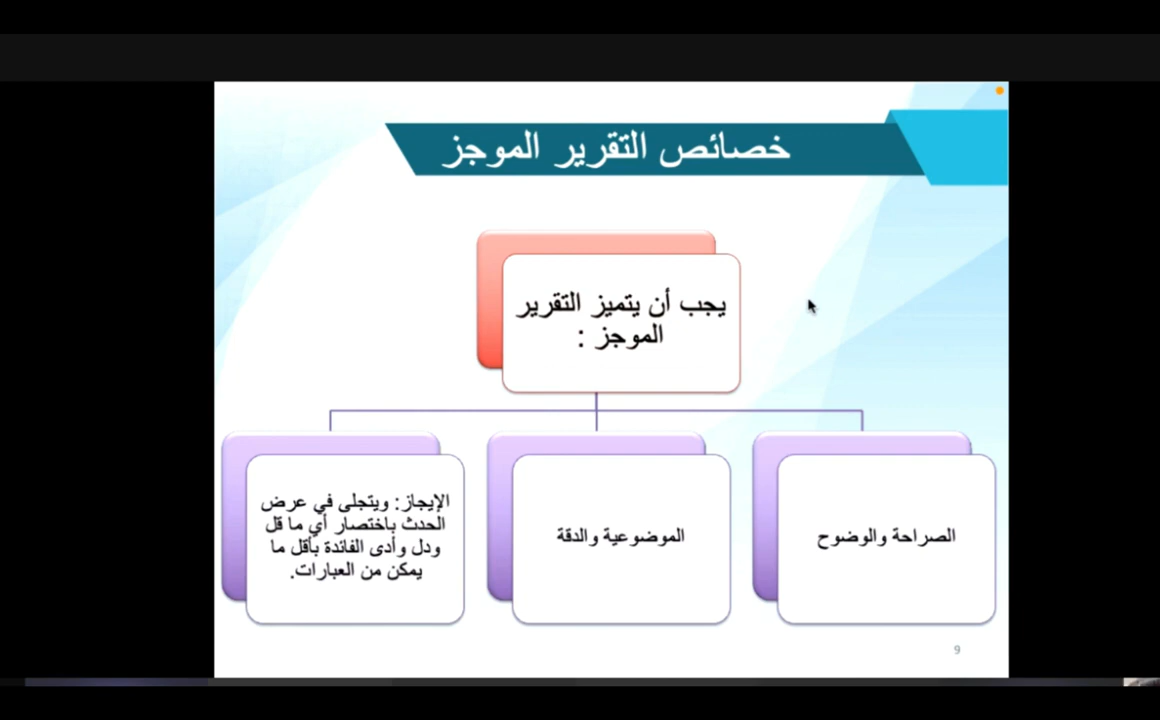 خصائص التقرير الموجز
يجب أن يتميز التقرير
الموجز :
الصراحة والوضوح
الموضوعية والدقة
الإيجاز: ويتجلى في عرض
الحدث باختصار أي ما قل
ودل وأدى الفائدة بأقل ما
يمكن من العبارات.
9